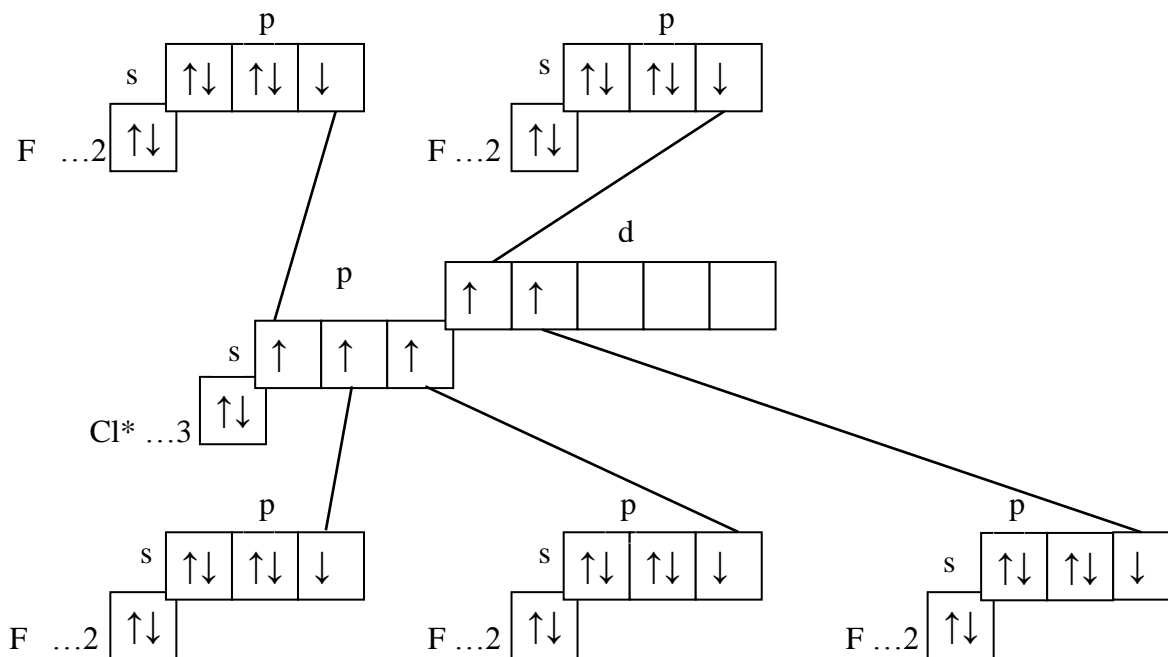 p p
s ↑↓ ↑↓ ↓ s ↑↓ ↑↓ ↓
F …2 ↑↓ F …2 ↑↓
d
p ↑ ↑
s ↑ ↑ ↑
Cl* …3 ↑↓
p p p
s ↑↓ ↑↓ ↓ s ↑↓ ↑↓ ↓ s ↑↓ ↑↓ ↓
F …2 ↑↓ F …2 ↑↓ F …2 ↑↓